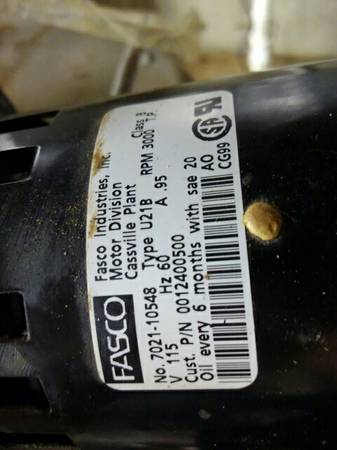 FASCO
Fasco Industries, Inc.
Motor Division
Cassville Plant
Class B
T.P.
No. 7021-10548 Type U21B RPM 3000
V 115 Hz 60 A .95
Cust. P/N 0012400500
Oil every 6 months with sae 20
AO
CG99